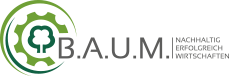 B.A.U.M.
NACHHALTIG
ERFOLGREICH
WIRTSCHAFTEN